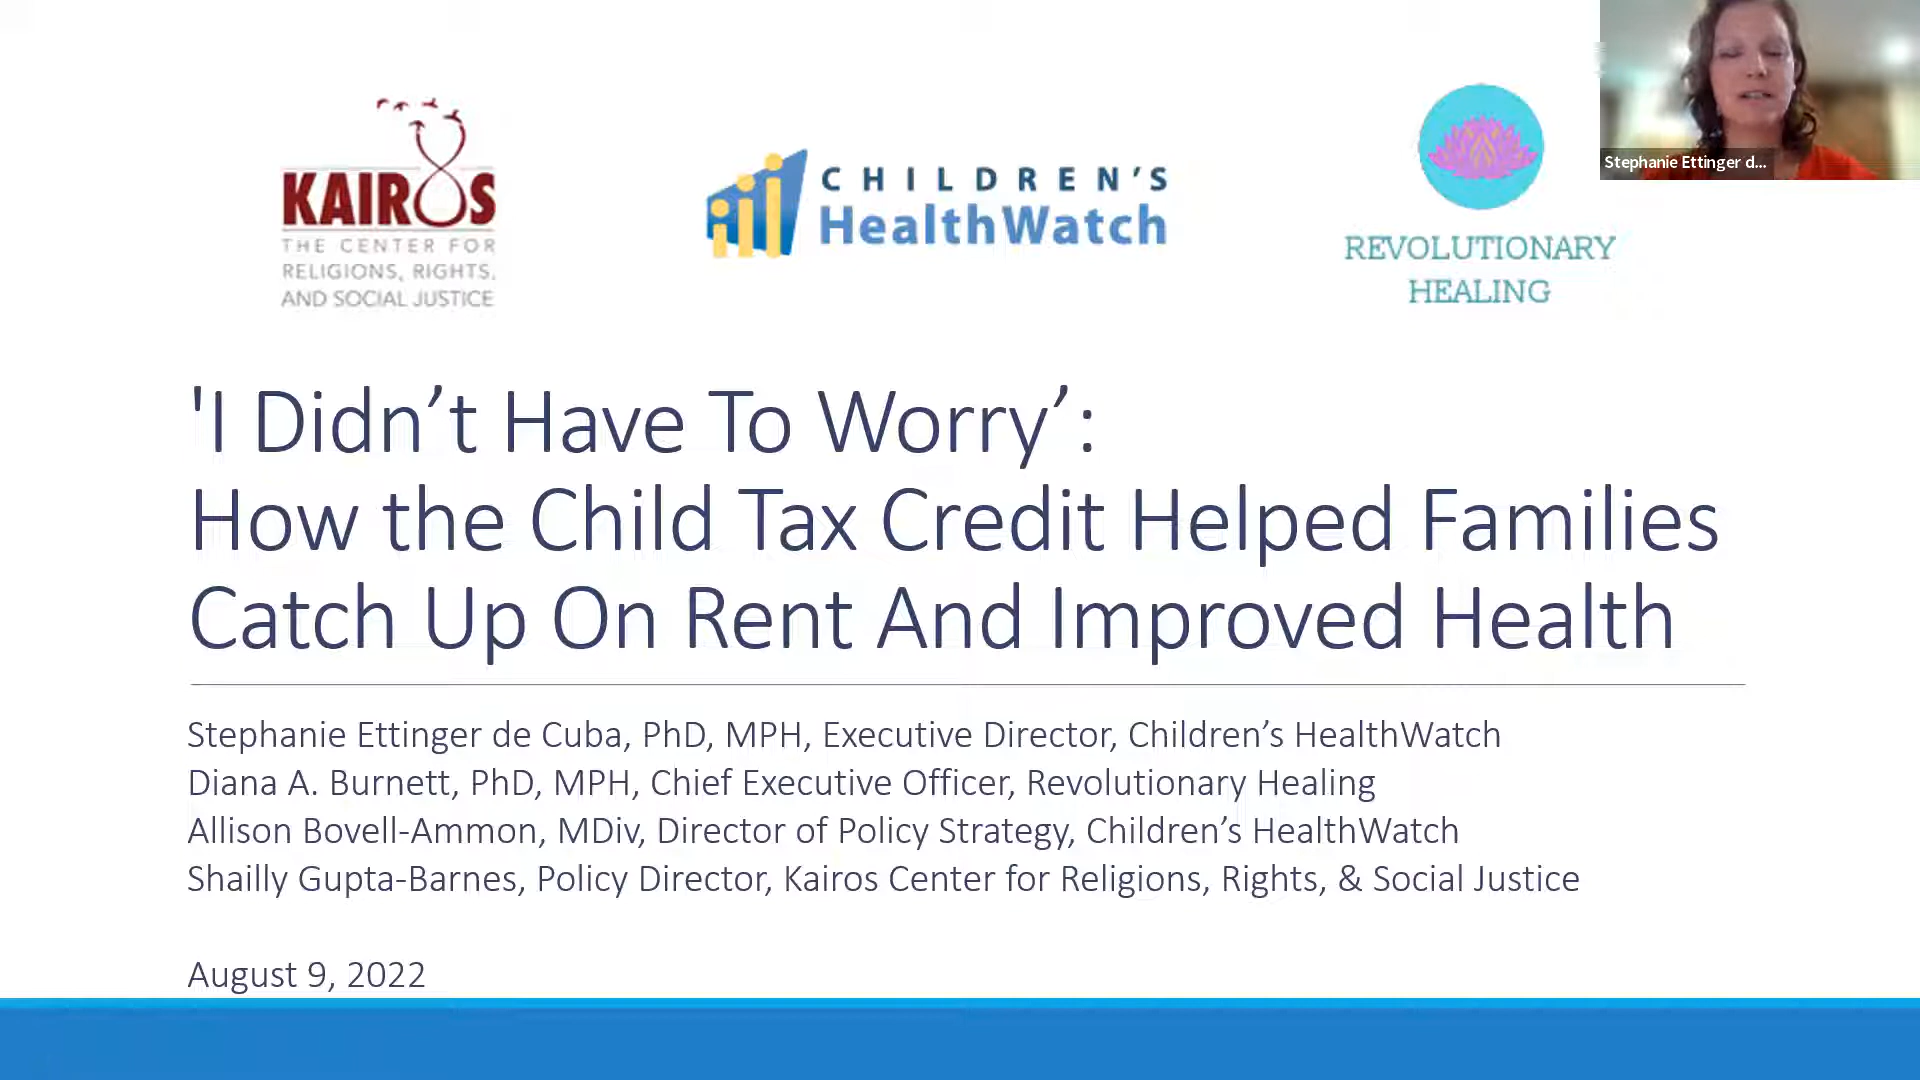 KAIROS
THE CENTER FOR
RELIGIONS, RIGHTS,
AND SOCIAL JUSTICE
CHILDREN'S
HealthWatch
REVOLUTIONARY
HEALING
Stephanie Ettinger d...
'I Didn’t Have To Worry’:
How the Child Tax Credit Helped Families
Catch Up On Rent And Improved Health
Stephanie Ettinger de Cuba, PhD, MPH, Executive Director, Children’s HealthWatch
Diana A. Burnett, PhD, MPH, Chief Executive Officer, Revolutionary Healing
Allison Bovell-Ammon, MDiv, Director of Policy Strategy, Children’s HealthWatch
Shailly Gupta-Barnes, Policy Director, Kairos Center for Religions, Rights, & Social Justice
August 9, 2022